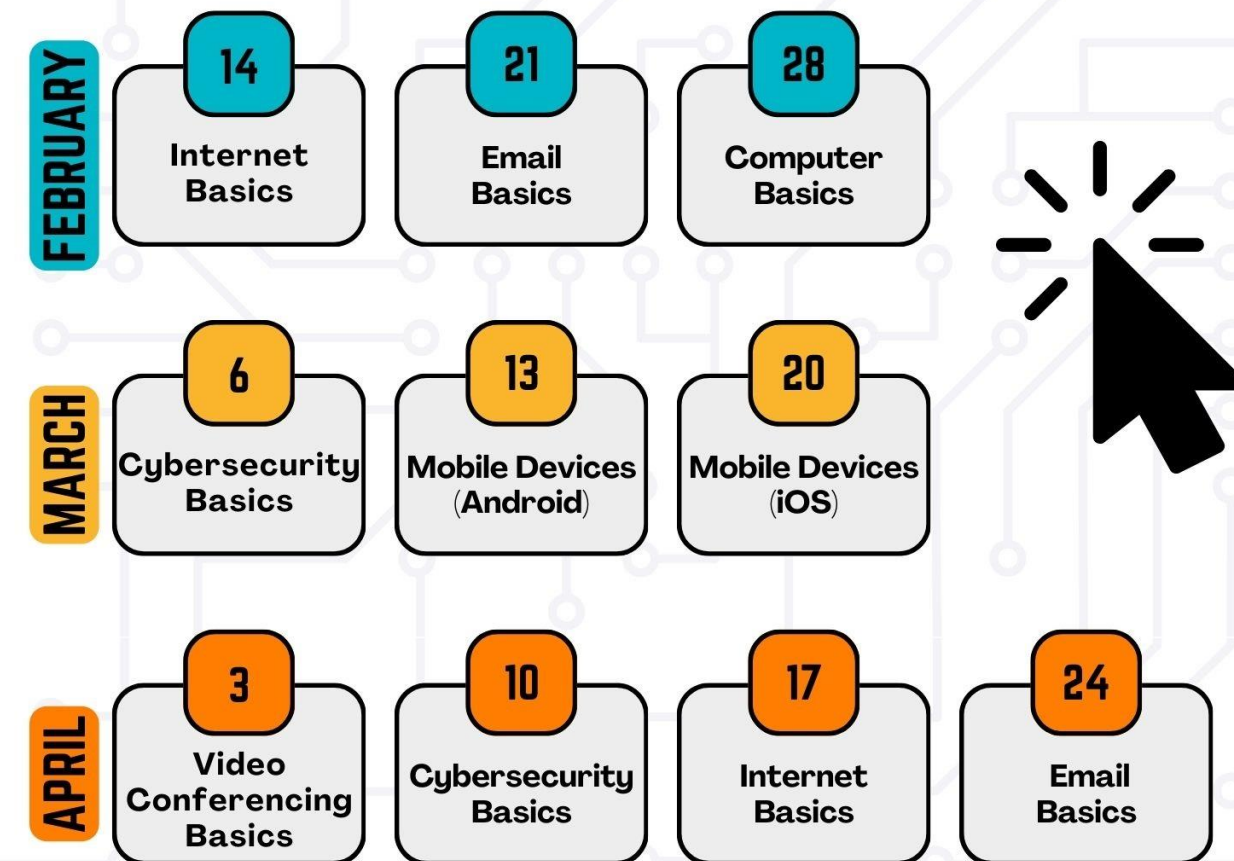 FEBRUARY
14
Internet
Basics
21
Email
Basics
28
Computer
Basics
MARCH
6
Cybersecurity
Basics
13
Mobile Devices
(Android)
20
Mobile Devices
(iOS)
APRIL
3
Video
Conferencing
Basics
10
Cybersecurity
Basics
17
Internet
Basics
24
Email
Basics